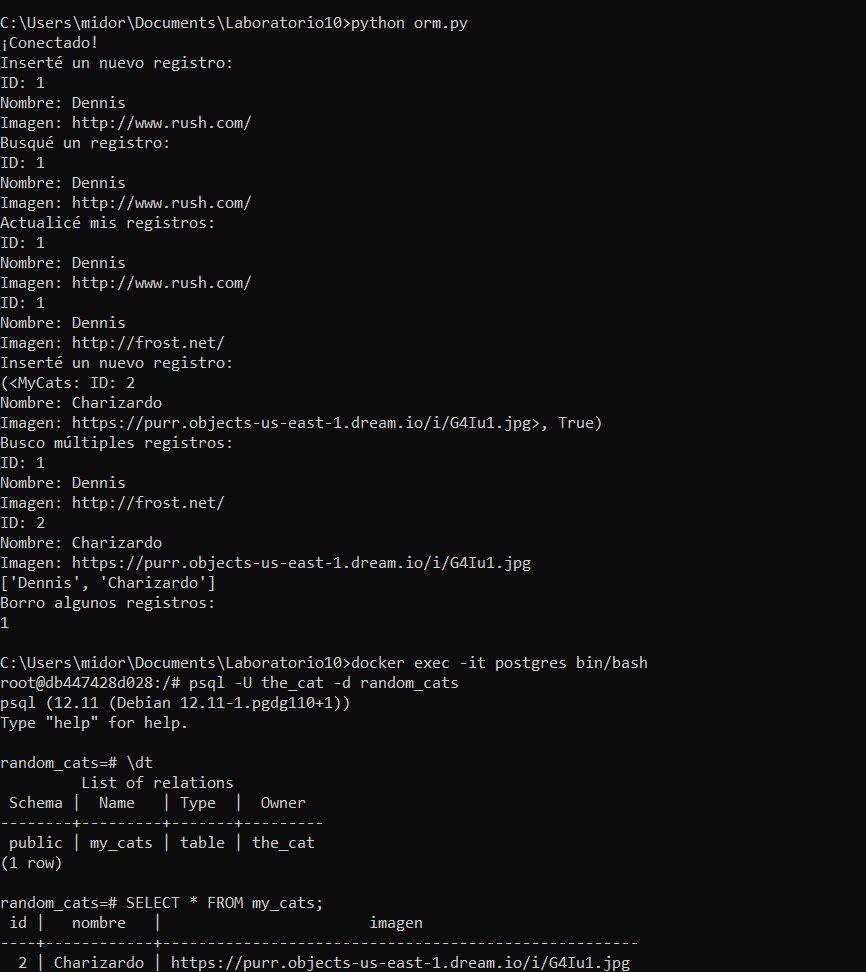 C:\Users\midor\Documents\Laboratorio10>python orm.py
¡Conectado!
Inserté un nuevo registro:
ID: 1
Nombre: Dennis
Imagen: http://www.rush.com/
Busqué un registro:
ID: 1
Nombre: Dennis
Imagen: http://www.rush.com/
Actualicé mis registros:
ID: 1
Nombre: Dennis
Imagen: http://www.rush.com/
ID: 1
Nombre: Dennis
Imagen: http://frost.net/
Inserté un nuevo registro:
(<MyCats: ID: 2
Nombre: Charizardo
Imagen: https://purr.objects-us-east-1.dream.io/i/G4Iu1.jpg>, True)
Busco múltiples registros:
ID: 1
Nombre: Dennis
Imagen: http://frost.net/
ID: 2
Nombre: Charizardo
Imagen: https://purr.objects-us-east-1.dream.io/i/G4Iu1.jpg
['Dennis', 'Charizardo']
Borro algunos registros:
1
C:\Users\midor\Documents\Laboratorio10>docker exec -it postgres bin/bash
root@db447428d028:/# psql -U the_cat -d random_cats
psql (12.11 (Debian 12.11-1.pgdg110+1))
Type "help" for help.
random_cats=# \dt
List of relations
Schema | Name | Type | Owner
--------+---------+-------+---------
public | my_cats | table | the_cat
(1 row)
random_cats=# SELECT * FROM my_cats;
id | nombre | imagen
----+------------+-----------------------------------------------------
2 | Charizardo | https://purr.objects-us-east-1.dream.io/i/G4Iu1.jpg